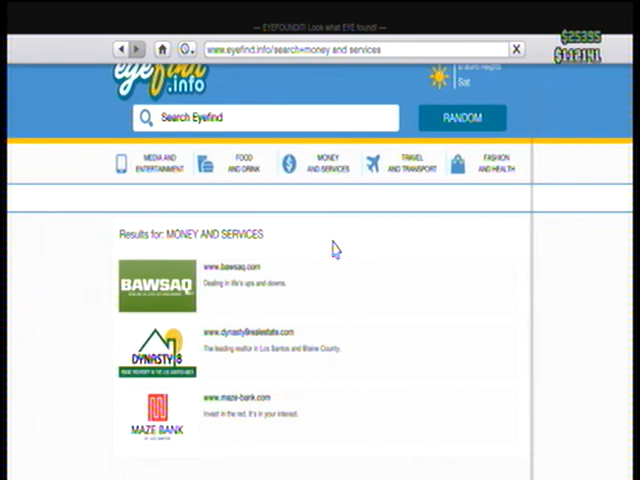 — EYEFOUNDIT! Look what EYE found! —
$25395
www.eyefind.info/search+money and services
X
eyefind
.info
Sat
Search Eyefind
RANDOM
MEDIA AND
ENTERTAINMENT
FOOD
AND DRINK
MONEY
AND SERVICES
TRAVEL
AND TRANSPORT
FASHION
AND HEALTH
Results for: MONEY AND SERVICES
BAWSAQ
www.bawsaq.com
Dealing in life's ups and downs.
DYNASTY 8
www.dynasty8realestate.com
The leading realtor in Los Santos and Blaine County.
MAZE BANK
OF LOS SANTOS
www.maze-bank.com
Invest in the red. It's in your interest.